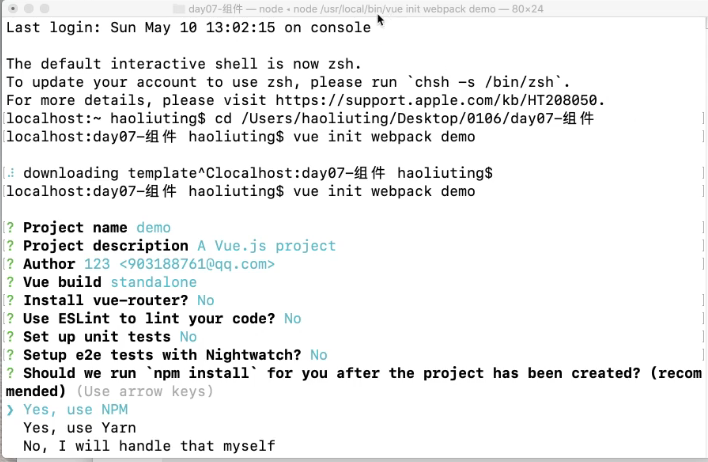 day07-组件 — node • node /usr/local/bin/vue init webpack demo — 80×24
Last login: Sun May 10 13:02:15 on console
The default interactive shell is now zsh.
To update your account to use zsh, please run `chsh -s /bin/zsh`.
For more details, please visit https://support.apple.com/kb/HT208050.
[localhost:~ haoliuting$ cd /Users/haoliuting/Desktop/0106/day07-组件 ]
[localhost:day07-组件 haoliuting$ vue init webpack demo ]
[⠼ downloading template^Clocalhost:day07-组件 haoliuting$ ]
[localhost:day07-组件 haoliuting$ vue init webpack demo ]
[? Project name demo ]
[? Project description A Vue.js project ]
[? Author 123 <903188761@qq.com> ]
? Vue build standalone
[? Install vue-router? No ]
[? Use ESLint to lint your code? No ]
[? Set up unit tests No ]
[? Setup e2e tests with Nightwatch? No ]
? Should we run `npm install` for you after the project has been created? (recom
mended) (Use arrow keys)
❯ Yes, use NPM
Yes, use Yarn
No, I will handle that myself